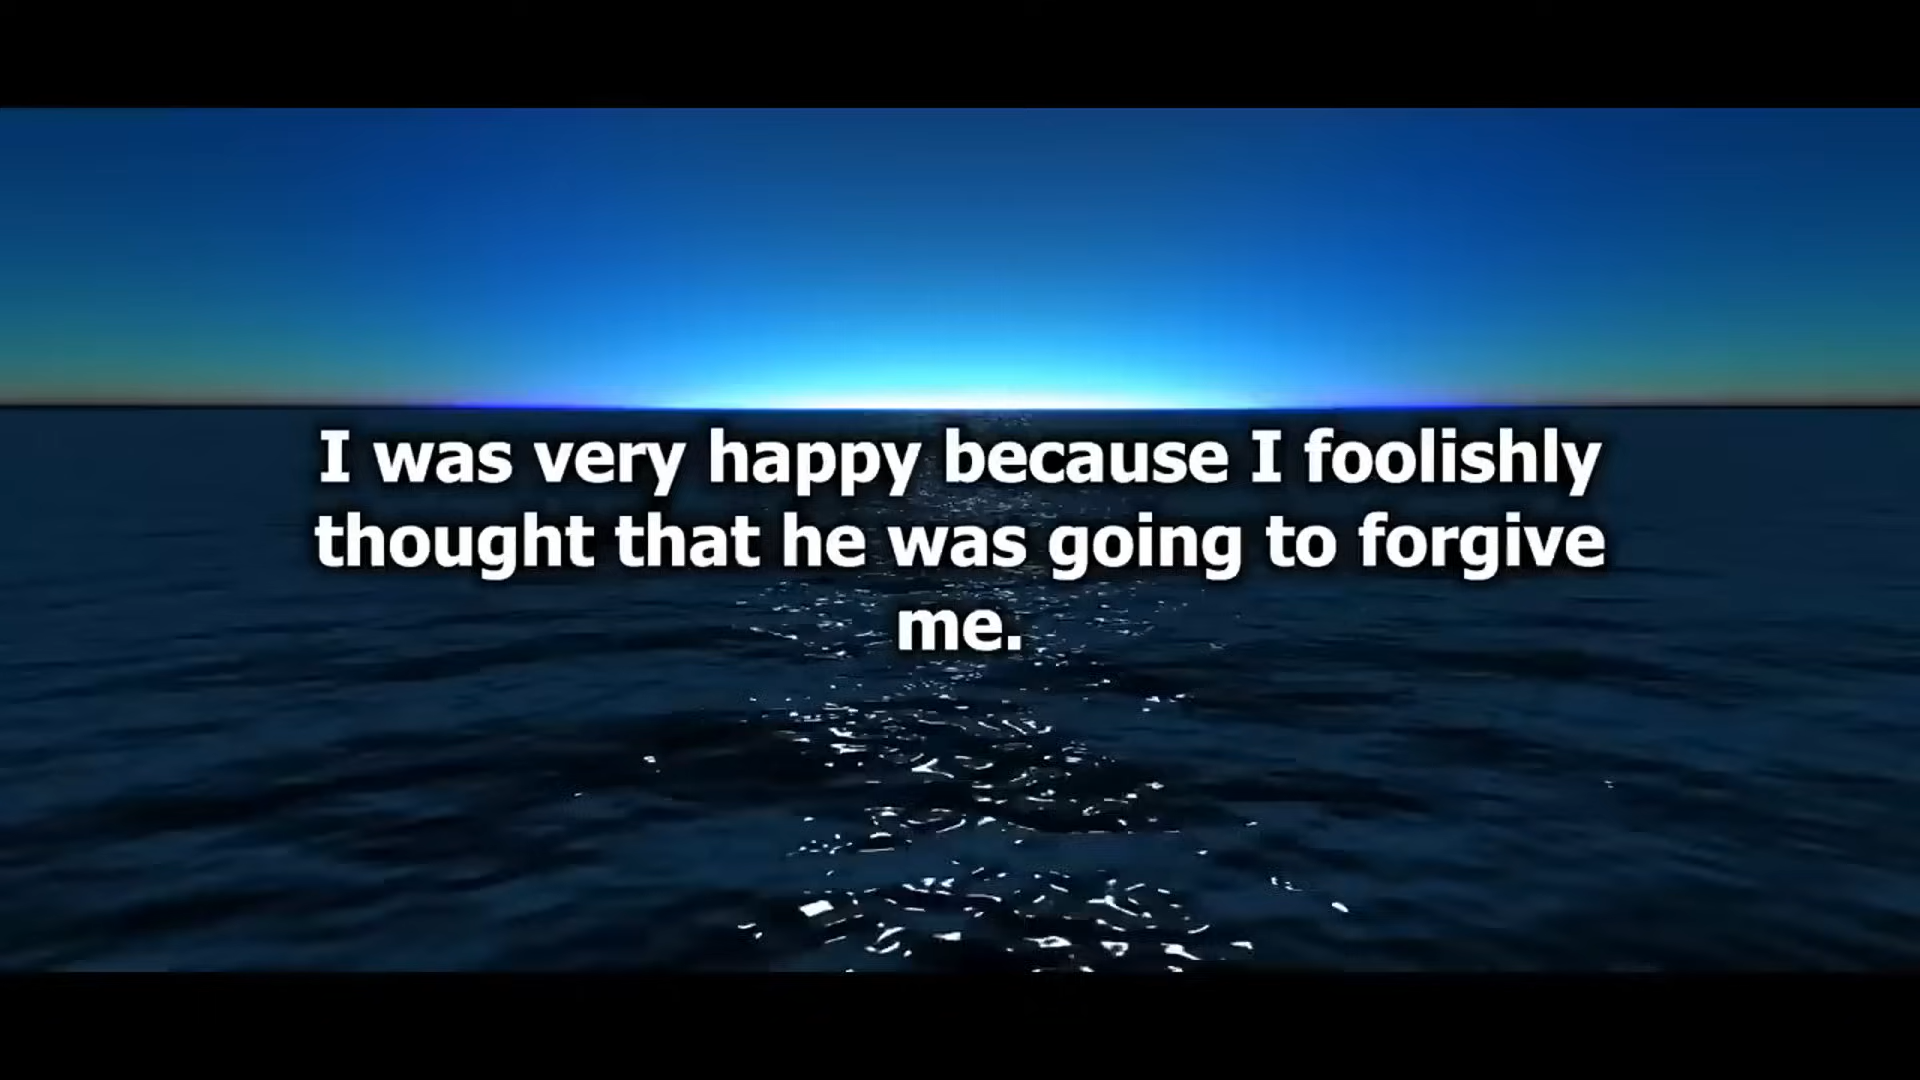 I was very happy because I foolishly
thought that he was going to forgive
me.